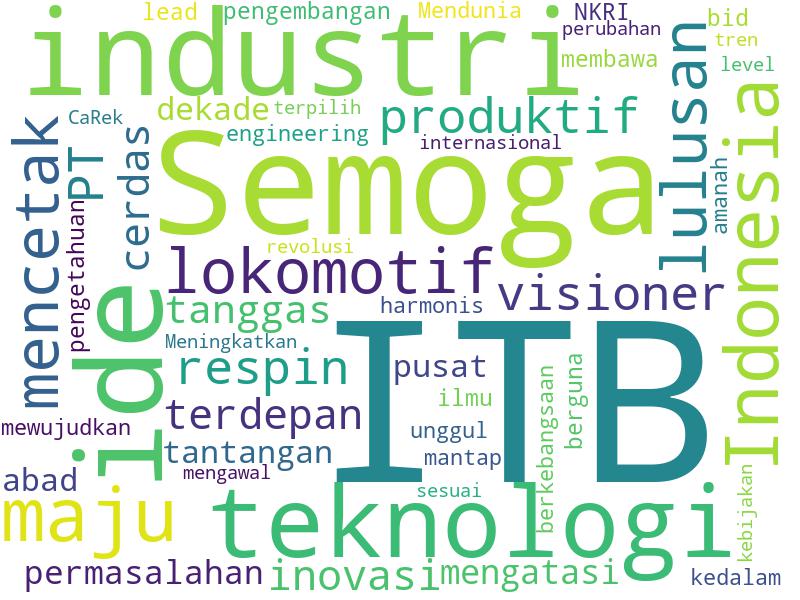 lead
pengembangan
Mendunia
NKRI
bid
industri
perubahan
tren
membawa
level
lulusan
dekade
terpilih
produktif
CaRek
engineering
internasional
mencetak
PT
cerdas
Semoga
amanah
Indonesia
pengetahuan
revolusi
lokomotif
visioner
ide
tanggas
harmonis
Meningkatkan
ITB
respin
pusat
ilmu
berkebangsaan
berguna
terdepan
unggul
mewujudkan
tantangan
mantap
mengawal
abad
sesuai
maju
teknologi
kebijakan
permasalahan
inovasi
mengatasi
kedalam